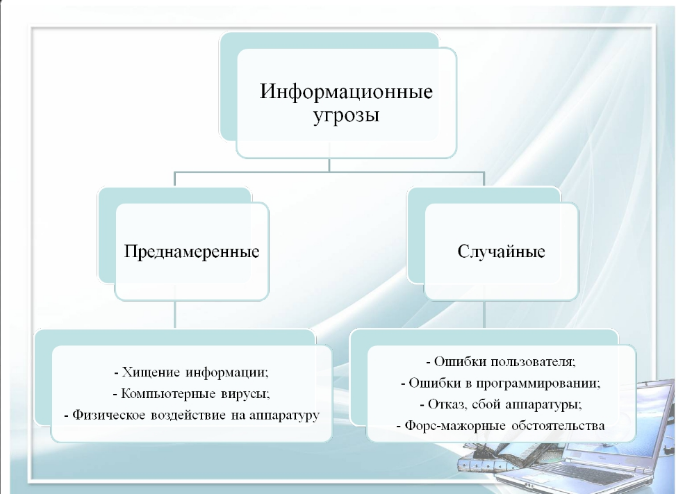 Информационные
угрозы
Преднамеренные
Случайные
- Хищение информации;
- Компьютерные вирусы;
- Физическое воздействие на аппаратуру
- Ошибки пользователя;
- Ошибки в программировании;
- Отказ, сбой аппаратуры;
- Форс-мажорные обстоятельства